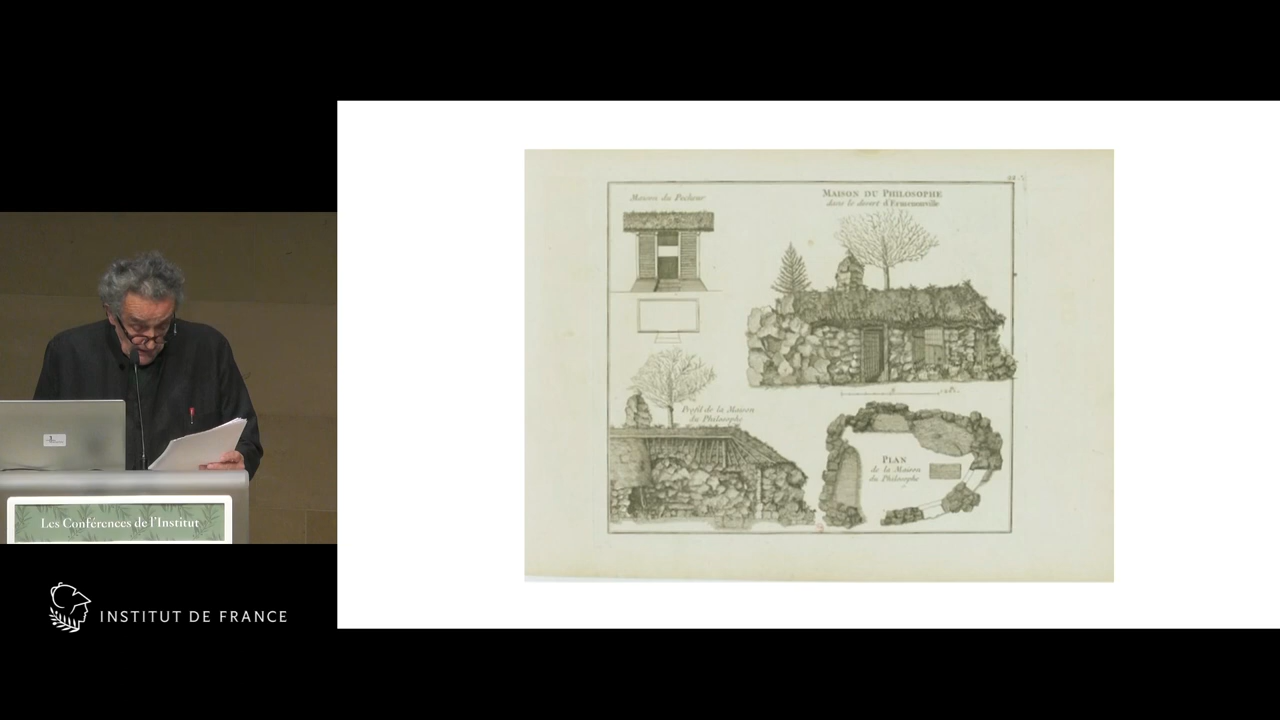 Maison du Pecheur
MAISON DU PHILOSOPHE
dans le desert d'Franconville
Profil de la Maison
du Philosophe
PLAN
de la Maison
du Philosophe
Les Conférences de l'Institut
INSTITUT DE FRANCE